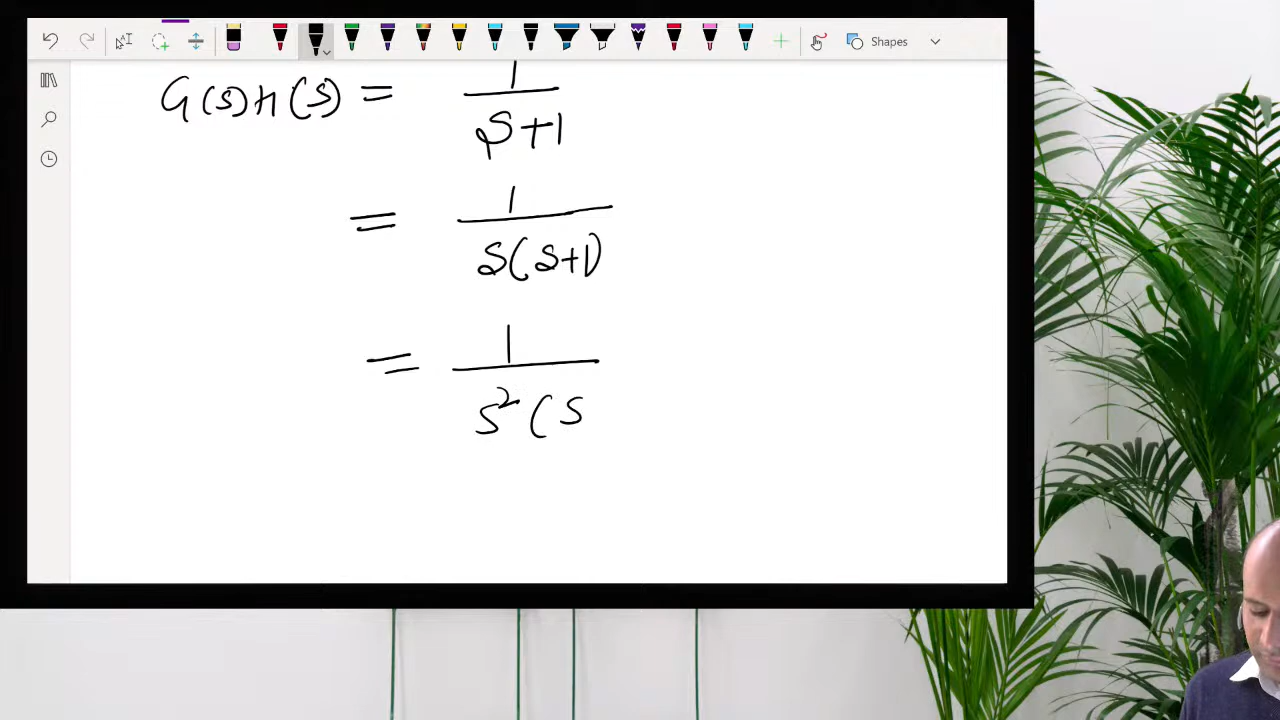 Shapes
G(s)H(s) = 1
S+1
= 1
S(S+1)
= 1
S² (S